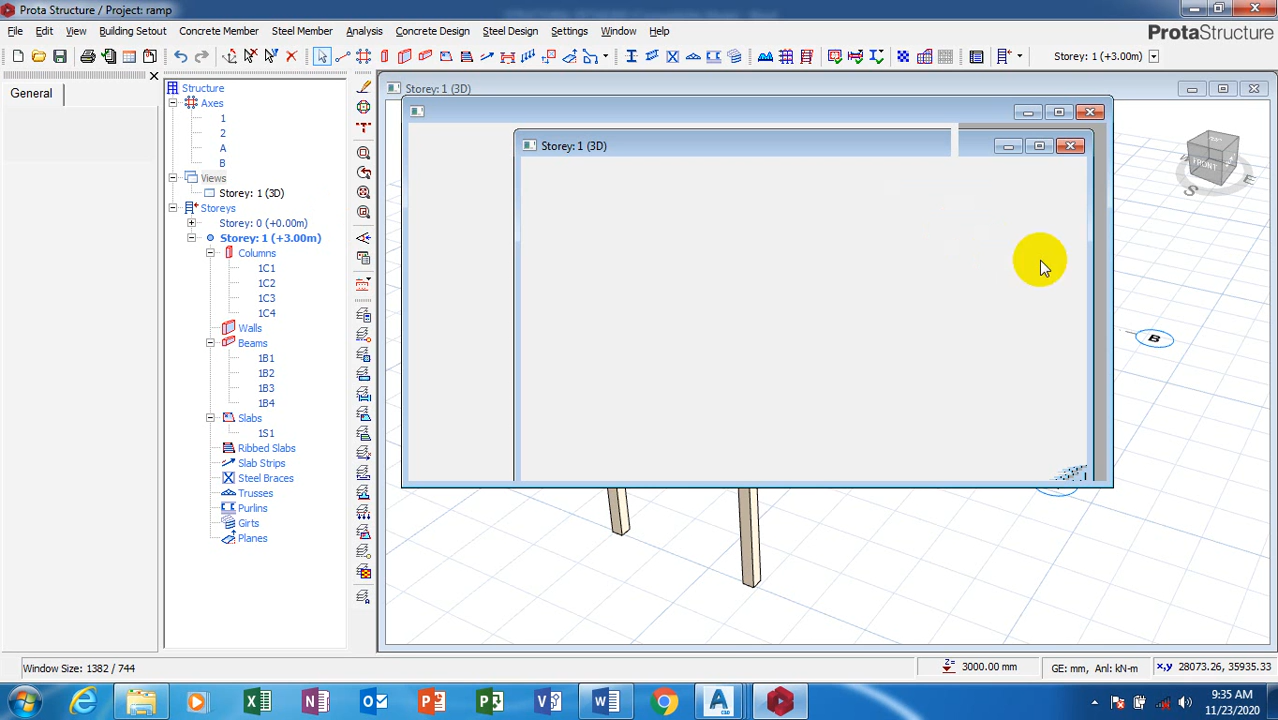 Prota Structure / Project: ramp
File Edit View Building Setout Concrete Member Steel Member Analysis Concrete Design Steel Design Settings Window Help
ProtaStructure
Storey: 1 (+3.00m)
General
Structure
Axes
1
2
A
B
Views
Storey: 1 (3D)
Storeys
Storey: 0 (+0.00m)
Storey: 1 (+3.00m)
Columns
1C1
1C2
1C3
1C4
Walls
Beams
1B1
1B2
1B3
1B4
Slabs
1S1
Ribbed Slabs
Slab Strips
Steel Braces
Trusses
Purlins
Girts
Planes
Storey: 1 (3D)
Storey: 1 (3D)
FRONT
S
E
B
Window Size: 1382 / 744
Z= 3000.00 mm
GE: mm, Anl: kN-m
x,y 28073.26, 35935.33
9:35 AM
11/23/2020